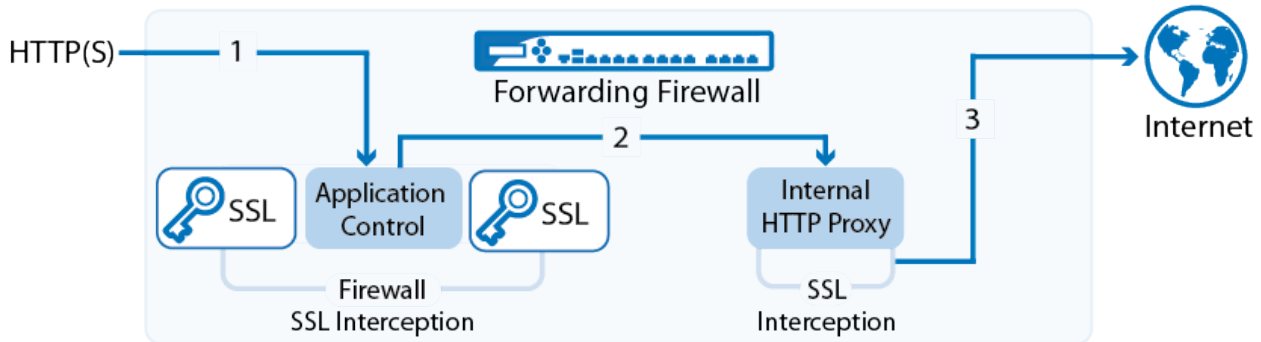 HTTP(S)
1
Forwarding Firewall
2
3
Internet
SSL
Application
Control
SSL
Internal
HTTP Proxy
Firewall
SSL Interception
SSL
Interception